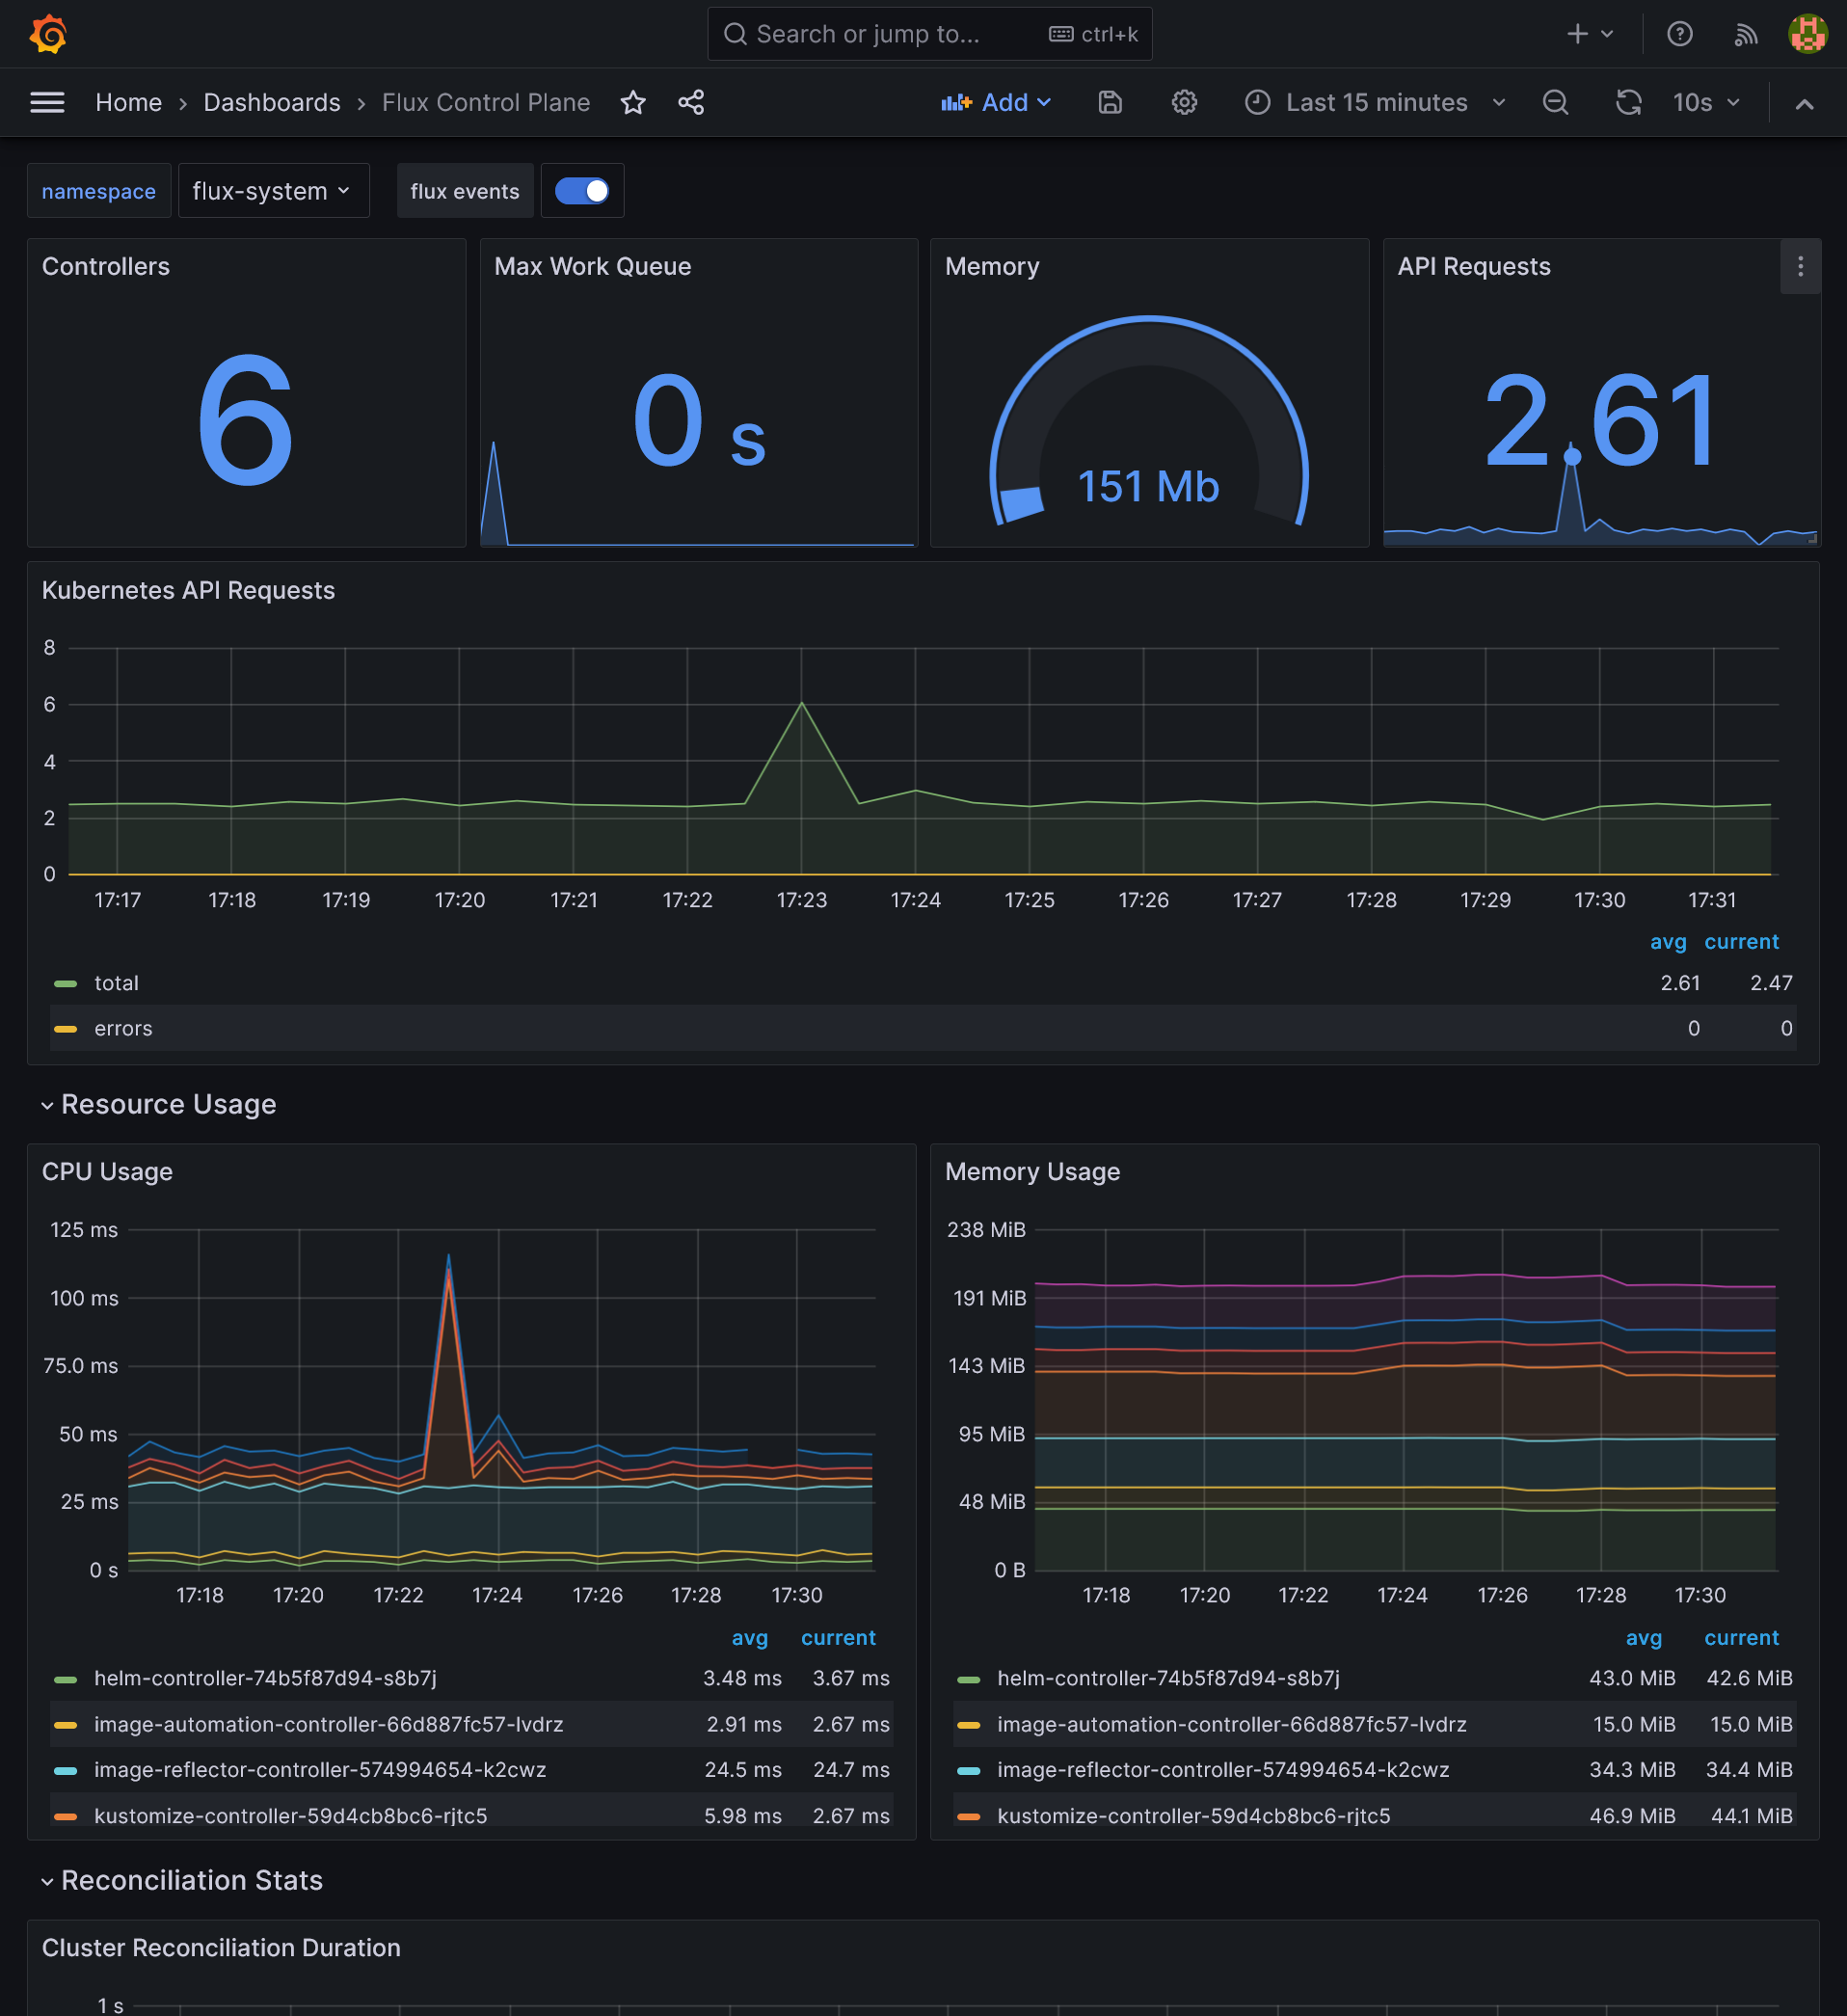 Search or jump to... ctrl+k
Home › Dashboards › Flux Control Plane Add Last 15 minutes 10s
namespace flux-system flux events
Controllers
6
Max Work Queue
0 s
Memory
151 Mb
API Requests
2.61
Kubernetes API Requests
8
6
4
2
0
17:17 17:18 17:19 17:20 17:21 17:22 17:23 17:24 17:25 17:26 17:27 17:28 17:29 17:30 17:31
avg current
total 2.61 2.47
errors 0 0
Resource Usage
CPU Usage
125 ms
100 ms
75.0 ms
50 ms
25 ms
0 s
17:18 17:20 17:22 17:24 17:26 17:28 17:30
avg current
helm-controller-74b5f87d94-s8b7j 3.48 ms 3.67 ms
image-automation-controller-66d887fc57-lvdrz 2.91 ms 2.67 ms
image-reflector-controller-574994654-k2cwz 24.5 ms 24.7 ms
kustomize-controller-59d4cb8bc6-rjtc5 5.98 ms 2.67 ms
Memory Usage
238 MiB
191 MiB
143 MiB
95 MiB
48 MiB
0 B
17:18 17:20 17:22 17:24 17:26 17:28 17:30
avg current
helm-controller-74b5f87d94-s8b7j 43.0 MiB 42.6 MiB
image-automation-controller-66d887fc57-lvdrz 15.0 MiB 15.0 MiB
image-reflector-controller-574994654-k2cwz 34.3 MiB 34.4 MiB
kustomize-controller-59d4cb8bc6-rjtc5 46.9 MiB 44.1 MiB
Reconciliation Stats
Cluster Reconciliation Duration
1 s